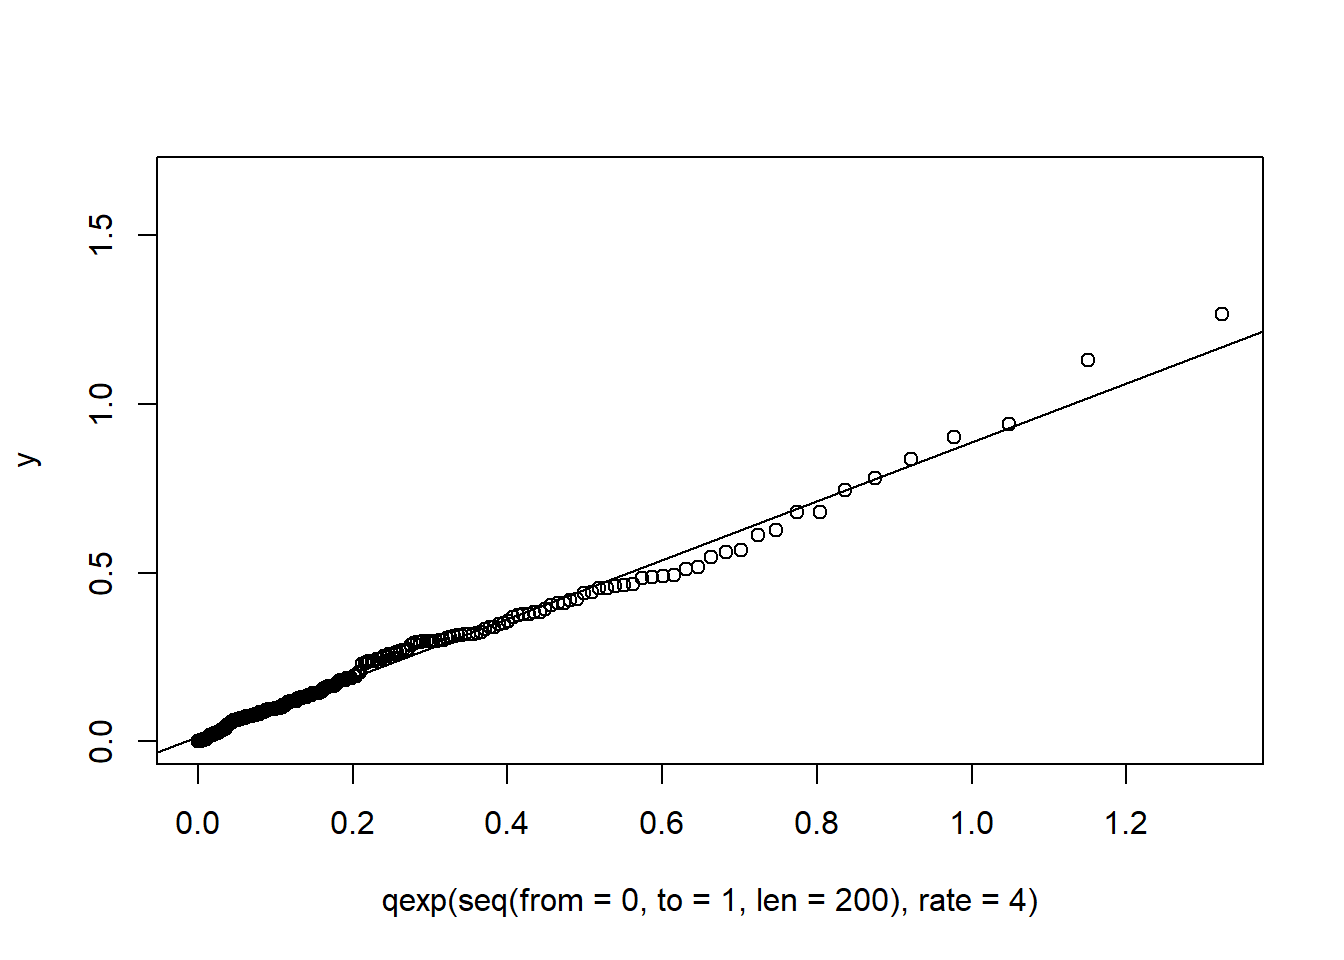 1.5
1.0
0.5
0.0
y
0.0 0.2 0.4 0.6 0.8 1.0 1.2
qexp(seq(from = 0, to = 1, len = 200), rate = 4)